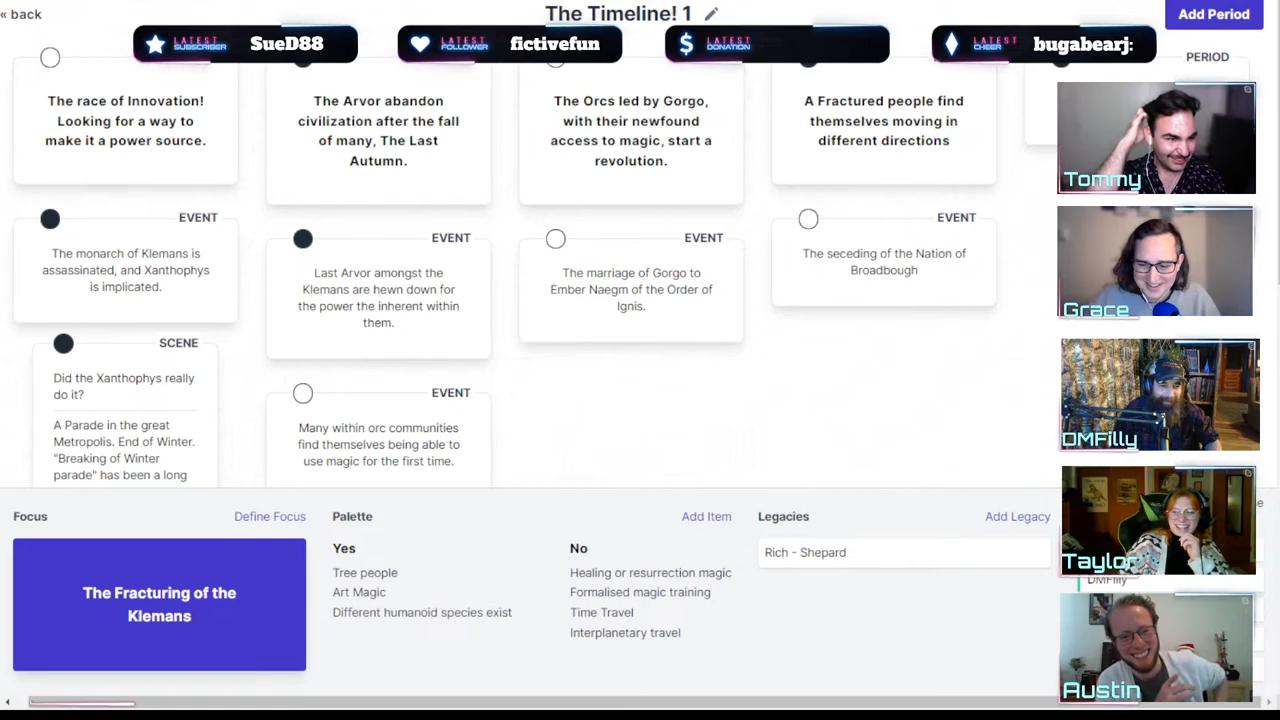 « back
The Timeline! 1
Add Period
LATEST
SUBSCRIBER
SueD88
LATEST
FOLLOWER
fictivefun
LATEST
DONATION
LATEST
CHEER
bugabearj:
The race of Innovation!
Looking for a way to
make it a power source.
The Arvor abandon
civilization after the fall
of many, The Last
Autumn.
The Orcs led by Gorgo,
with their newfound
access to magic, start a
revolution.
A Fractured people find
themselves moving in
different directions
PERIOD
EVENT
The monarch of Klemans is
assassinated, and Xanthophys
is implicated.
EVENT
Last Arvor amongst the
Klemans are hewn down for
the power the inherent within
them.
EVENT
The marriage of Gorgo to
Ember Naegm of the Order of
Ignis.
EVENT
The seceding of the Nation of
Broadbough
SCENE
Did the Xanthophys really
do it?
A Parade in the great
Metropolis. End of Winter.
"Breaking of Winter
parade" has been a long
EVENT
Many within orc communities
find themselves being able to
use magic for the first time.
Focus
Define Focus
The Fracturing of the
Klemans
Palette
Add Item
Yes
Tree people
Art Magic
Different humanoid species exist
No
Healing or resurrection magic
Formalised magic training
Time Travel
Interplanetary travel
Legacies
Add Legacy
Rich - Shepard
Tommy
Grace
DMFilly
Taylor
DMFilly
Austin